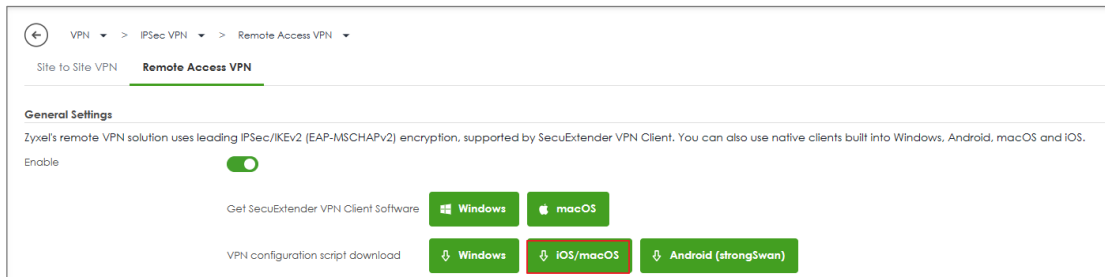 VPN > IPSec VPN > Remote Access VPN
Site to Site VPN Remote Access VPN
General Settings
Zyxel's remote VPN solution uses leading IPSec/IKEv2 (EAP-MSCHAPv2) encryption, supported by SecuExtender VPN Client. You can also use native clients built into Windows, Android, macOS and iOS.
Enable
Get SecuExtender VPN Client Software Windows macOS
VPN configuration script download Windows iOS/macOS Android (strongSwan)